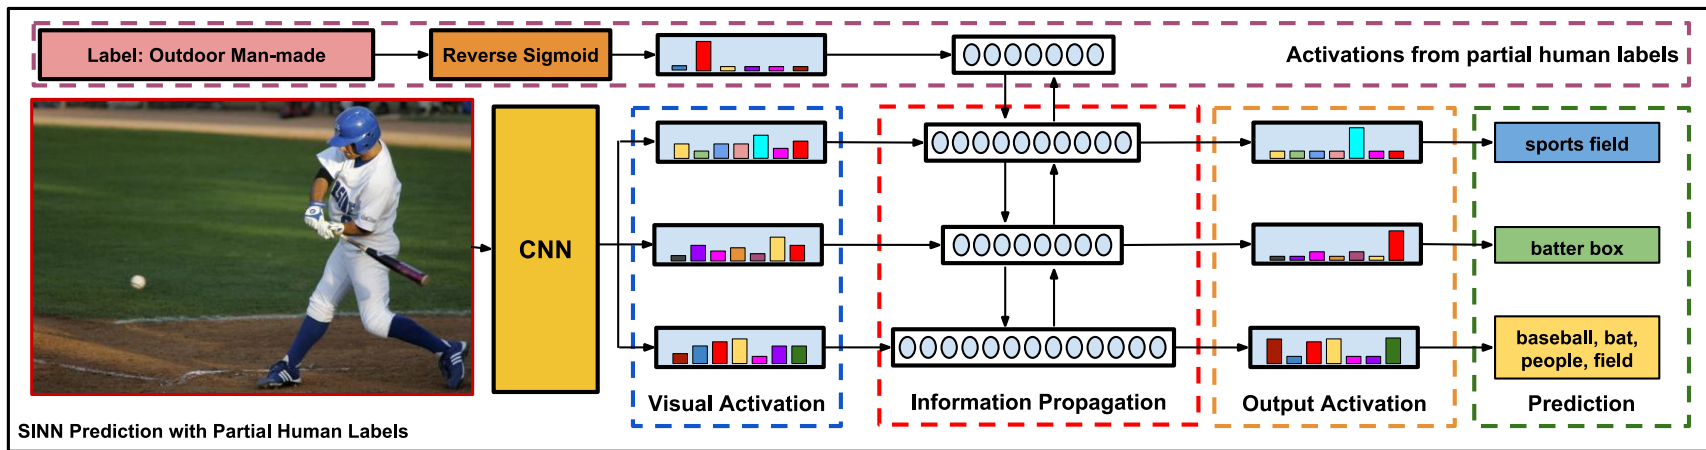 Label: Outdoor Man-made
Reverse Sigmoid
Activations from partial human labels
CNN
sports field
batter box
baseball, bat,
people, field
Visual Activation
Information Propagation
Output Activation
Prediction
SINN Prediction with Partial Human Labels